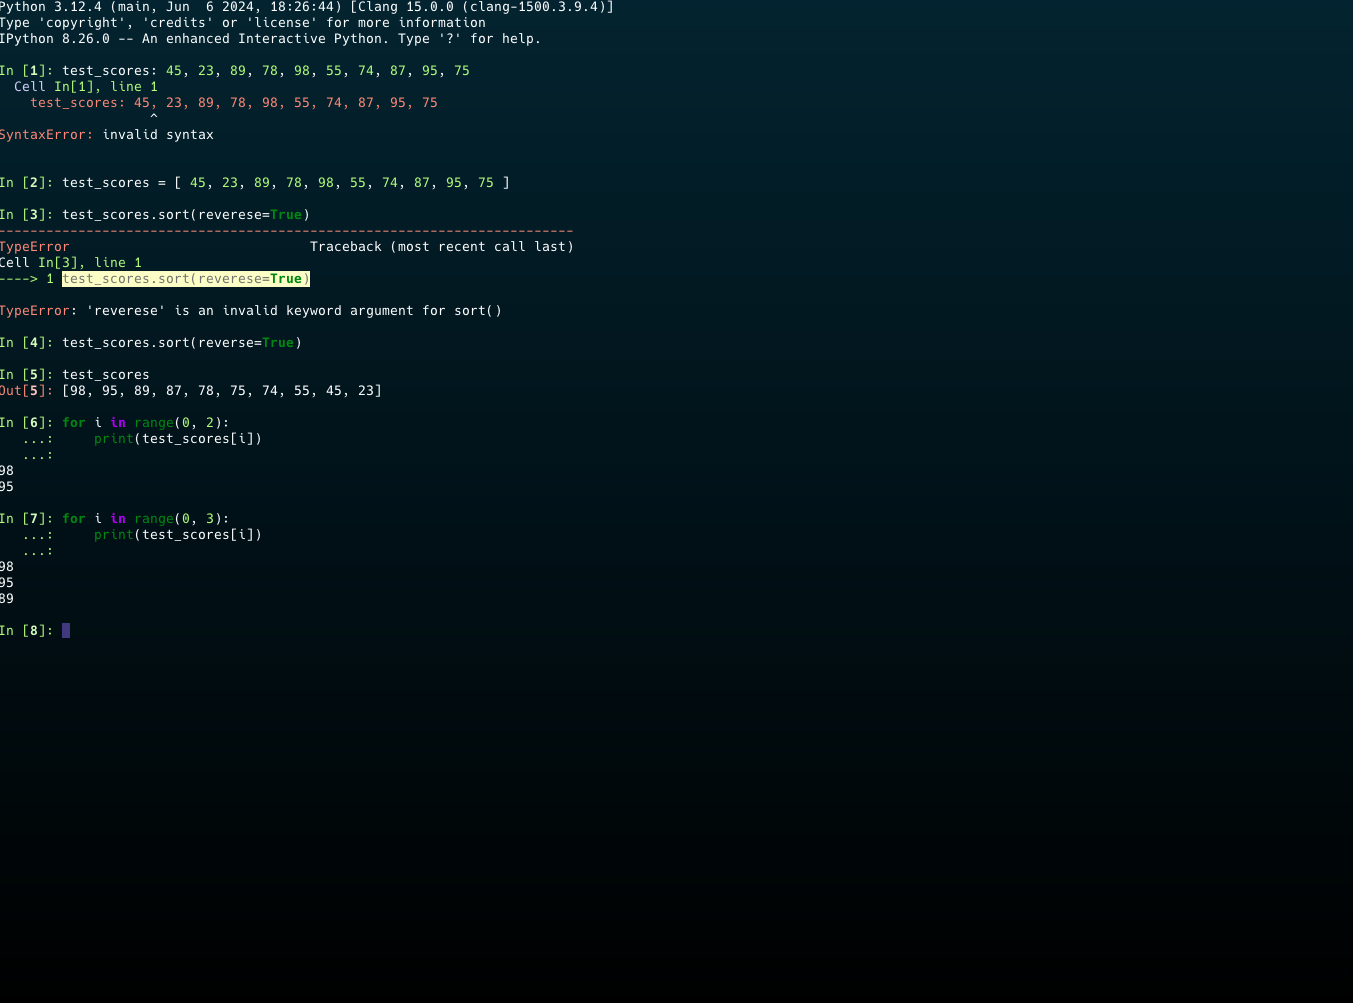 Python 3.12.4 (main, Jun  6 2024, 18:26:44) [Clang 15.0.0 (clang-1500.3.9.4)]
Type 'copyright', 'credits' or 'license' for more information
IPython 8.26.0 -- An enhanced Interactive Python. Type '?' for help.

In [1]: test_scores: 45, 23, 89, 78, 98, 55, 74, 87, 95, 75
  Cell In[1], line 1
    test_scores: 45, 23, 89, 78, 98, 55, 74, 87, 95, 75
                   ^
SyntaxError: invalid syntax


In [2]: test_scores = [ 45, 23, 89, 78, 98, 55, 74, 87, 95, 75 ]

In [3]: test_scores.sort(reverese=True)
------------------------------------------------------------------------
TypeError                              Traceback (most recent call last)
Cell In[3], line 1
----> 1 test_scores.sort(reverese=True)

TypeError: 'reverese' is an invalid keyword argument for sort()

In [4]: test_scores.sort(reverse=True)

In [5]: test_scores
Out[5]: [98, 95, 89, 87, 78, 75, 74, 55, 45, 23]

In [6]: for i in range(0, 2):
   ...:     print(test_scores[i])
   ...:
98
95

In [7]: for i in range(0, 3):
   ...:     print(test_scores[i])
   ...:
98
95
89

In [8]: